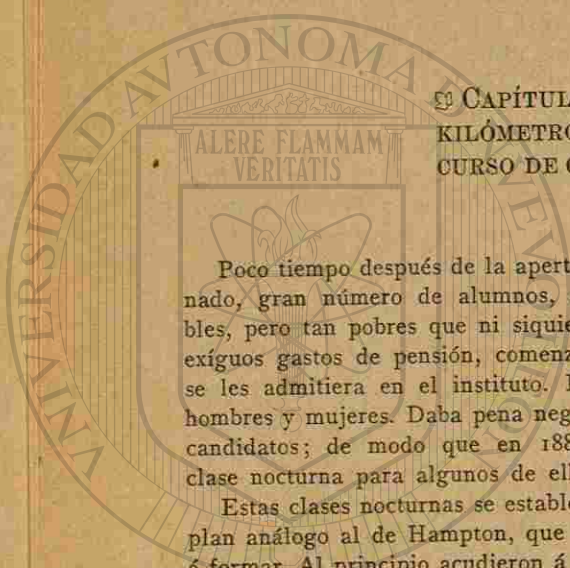 UNIVERSIDAD AUTONOMA DE NUEVO
ALERE FLAMMAM
VERITATIS
CAPÍTUL
KILÓMETRO
CURSO DE
Poco tiempo después de la apert
nado, gran número de alumnos,
bles, pero tan pobres que ni siquie
exíguos gastos de pensión, comenz
se les admitiera en el instituto.
hombres y mujeres. Daba pena neg
candidatos; de modo que en 188
clase nocturna para algunos de ell
Estas clases nocturnas se estable
plan análogo al de Hampton, que
á formar. Al principio acudieron á